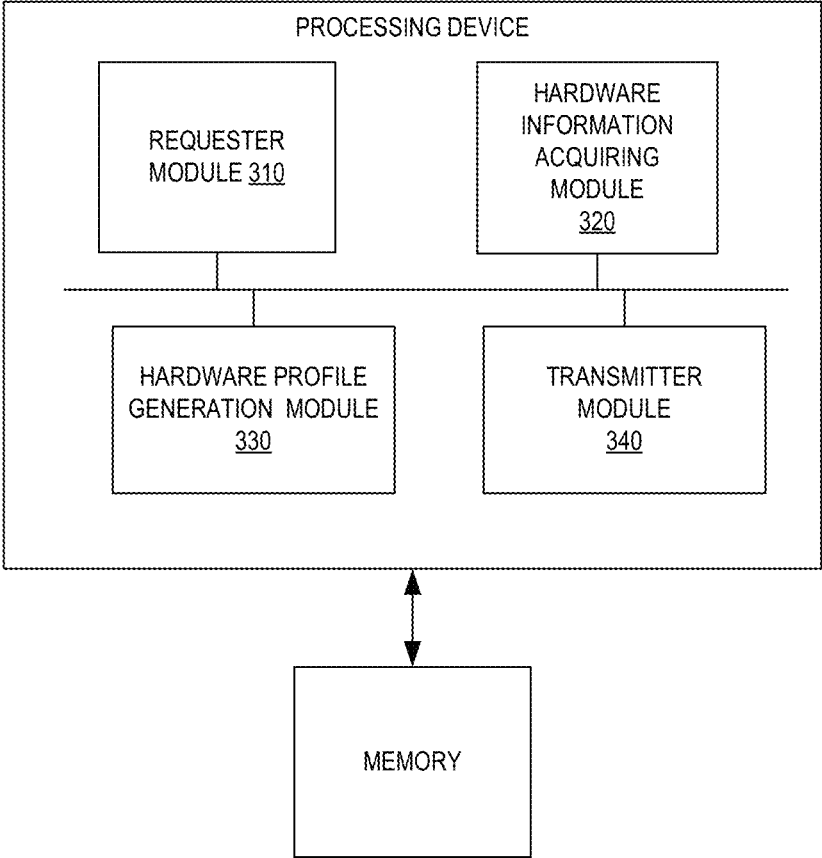 PROCESSING DEVICE
REQUESTER
MODULE 310
HARDWARE
INFORMATION
ACQUIRING
MODULE
320
HARDWARE PROFILE
GENERATION MODULE
330
TRANSMITTER
MODULE
340
MEMORY